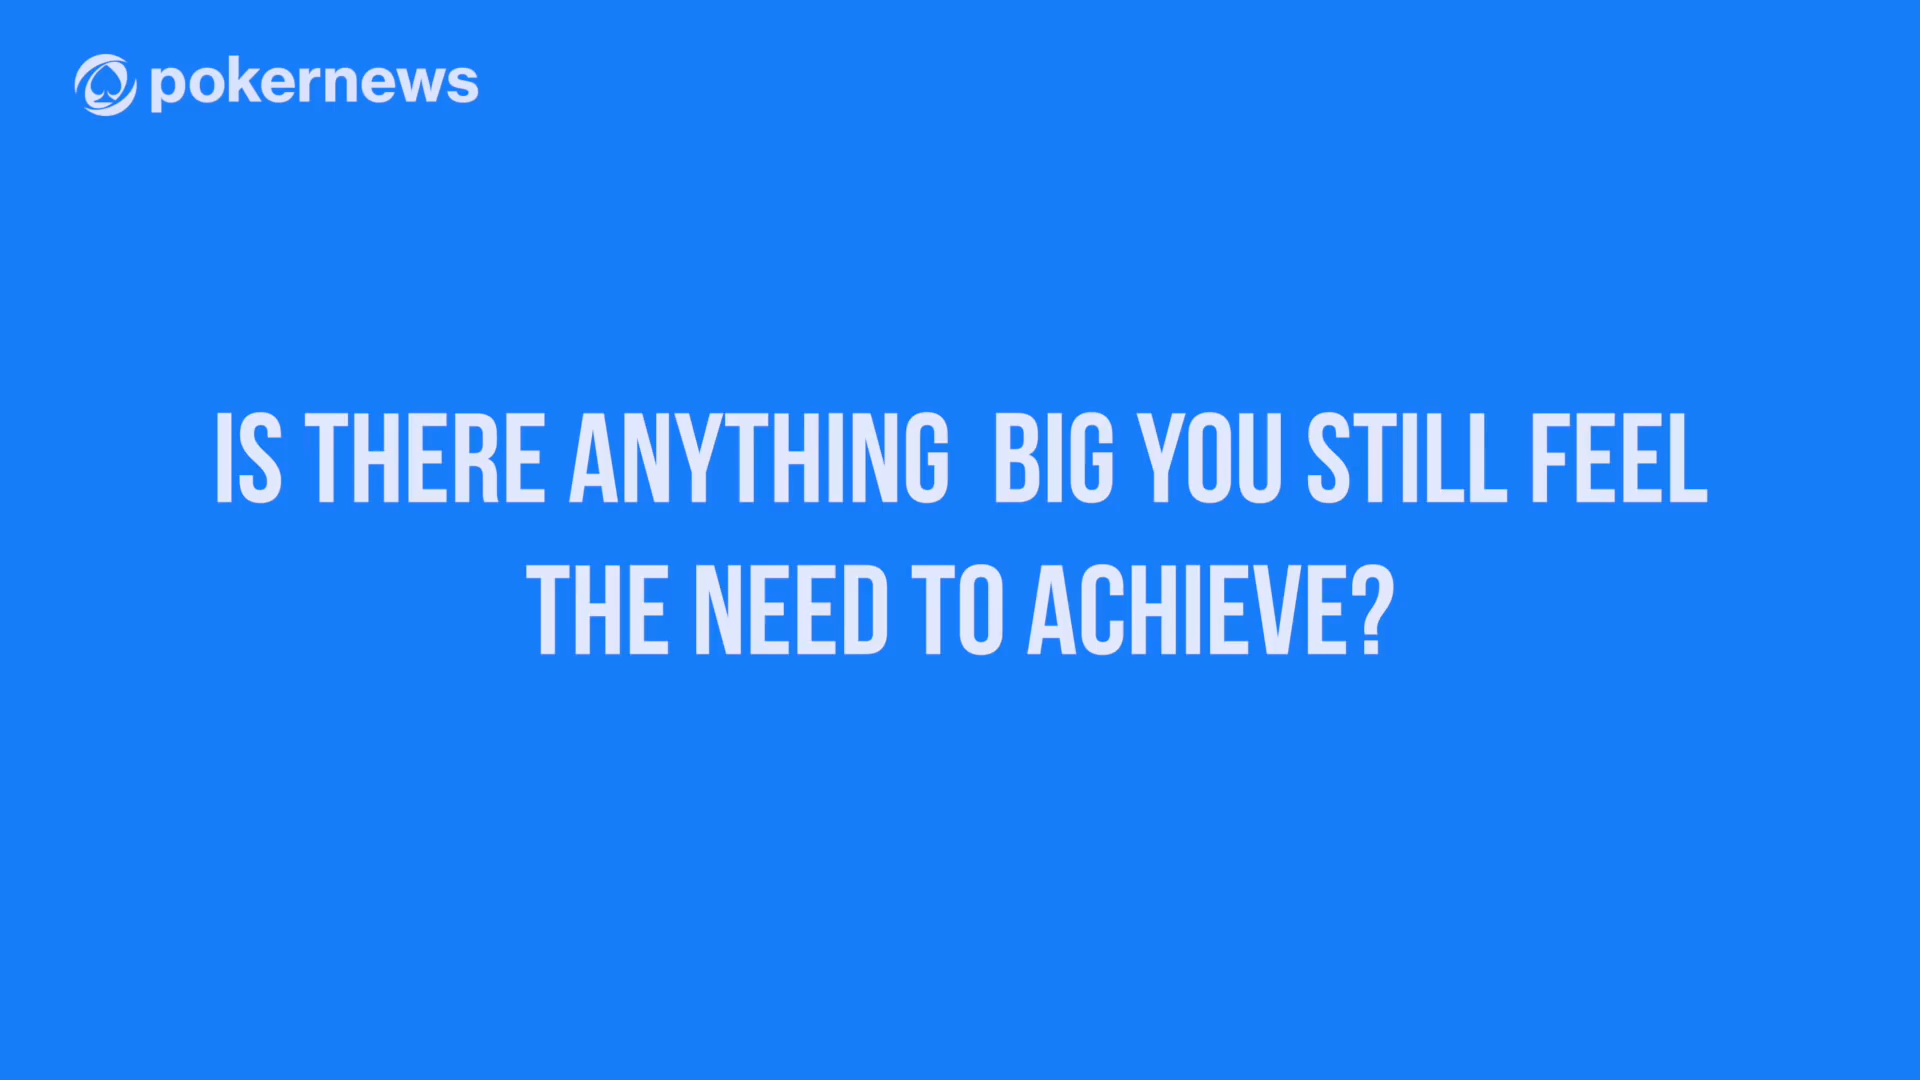 pokernews
IS THERE ANYTHING  BIG YOU STILL FEEL
THE NEED TO ACHIEVE?